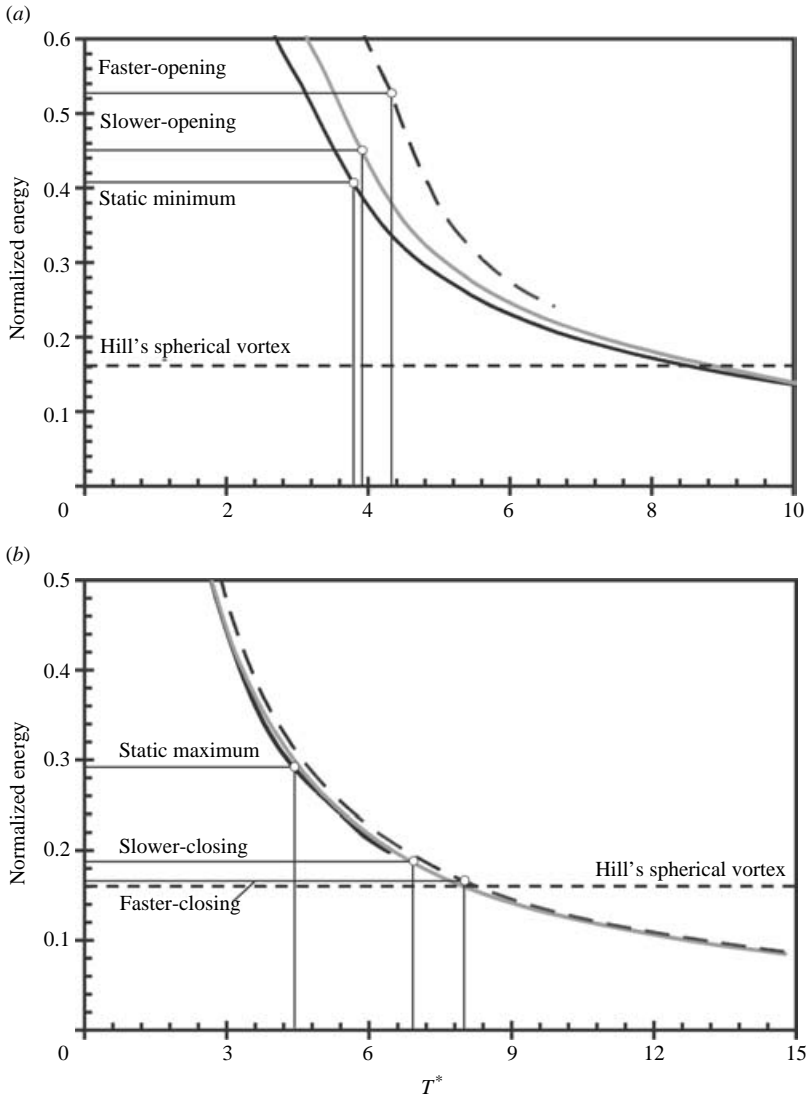 (a)
0.6
Faster-opening
0.5
Slower-opening
0.4
Static minimum
Normalized energy
0.3
0.2
Hill's spherical vortex
0.1
0 2 4 6 8 10
(b)
0.5
0.4
Static maximum
0.3
Normalized energy
Slower-closing
0.2
Hill's spherical vortex
Faster-closing
0.1
0 3 6 9 12 15
T*